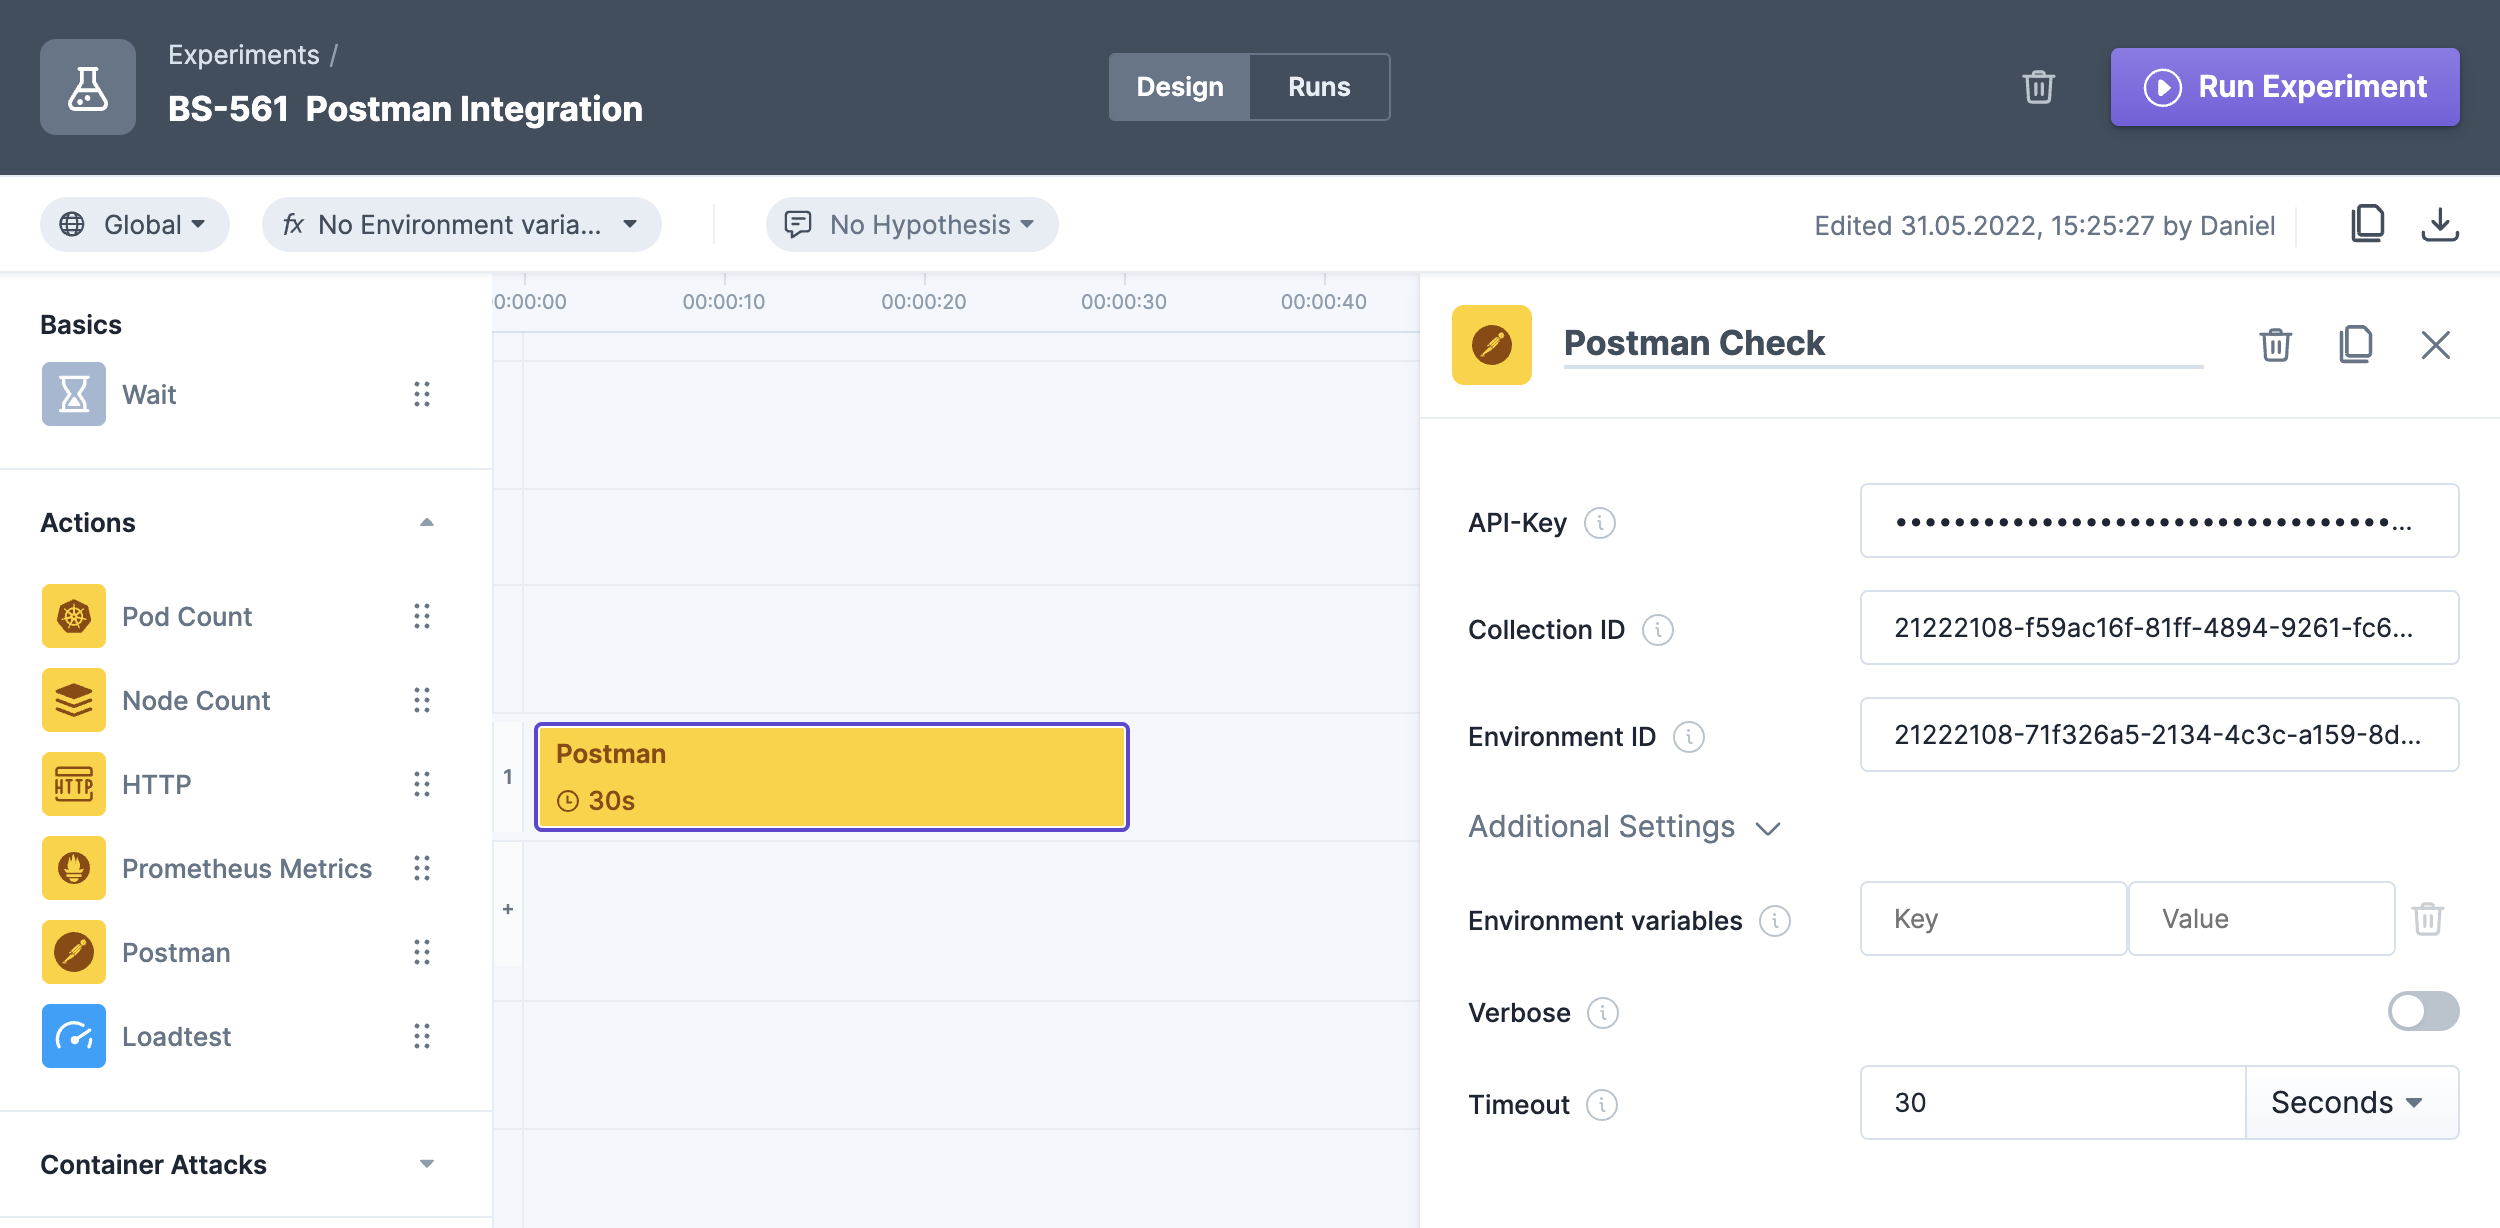 Experiments /
BS-561 Postman Integration
Design
Runs
Run Experiment
Global
fx No Environment varia...
No Hypothesis
Edited 31.05.2022, 15:25:27 by Daniel
Basics
Wait
Actions
Pod Count
Node Count
HTTP
HTTP
Prometheus Metrics
Postman
Loadtest
Container Attacks
0:00:00
00:00:10
00:00:20
00:00:30
00:00:40
1
Postman
30s
+
Postman Check
API-Key
••••••••••••••••••••••••••••••••••...
Collection ID
21222108-f59ac16f-81ff-4894-9261-fc6...
Environment ID
21222108-71f326a5-2134-4c3c-a159-8d...
Additional Settings
Environment variables
Key
Value
Verbose
Timeout
30
Seconds